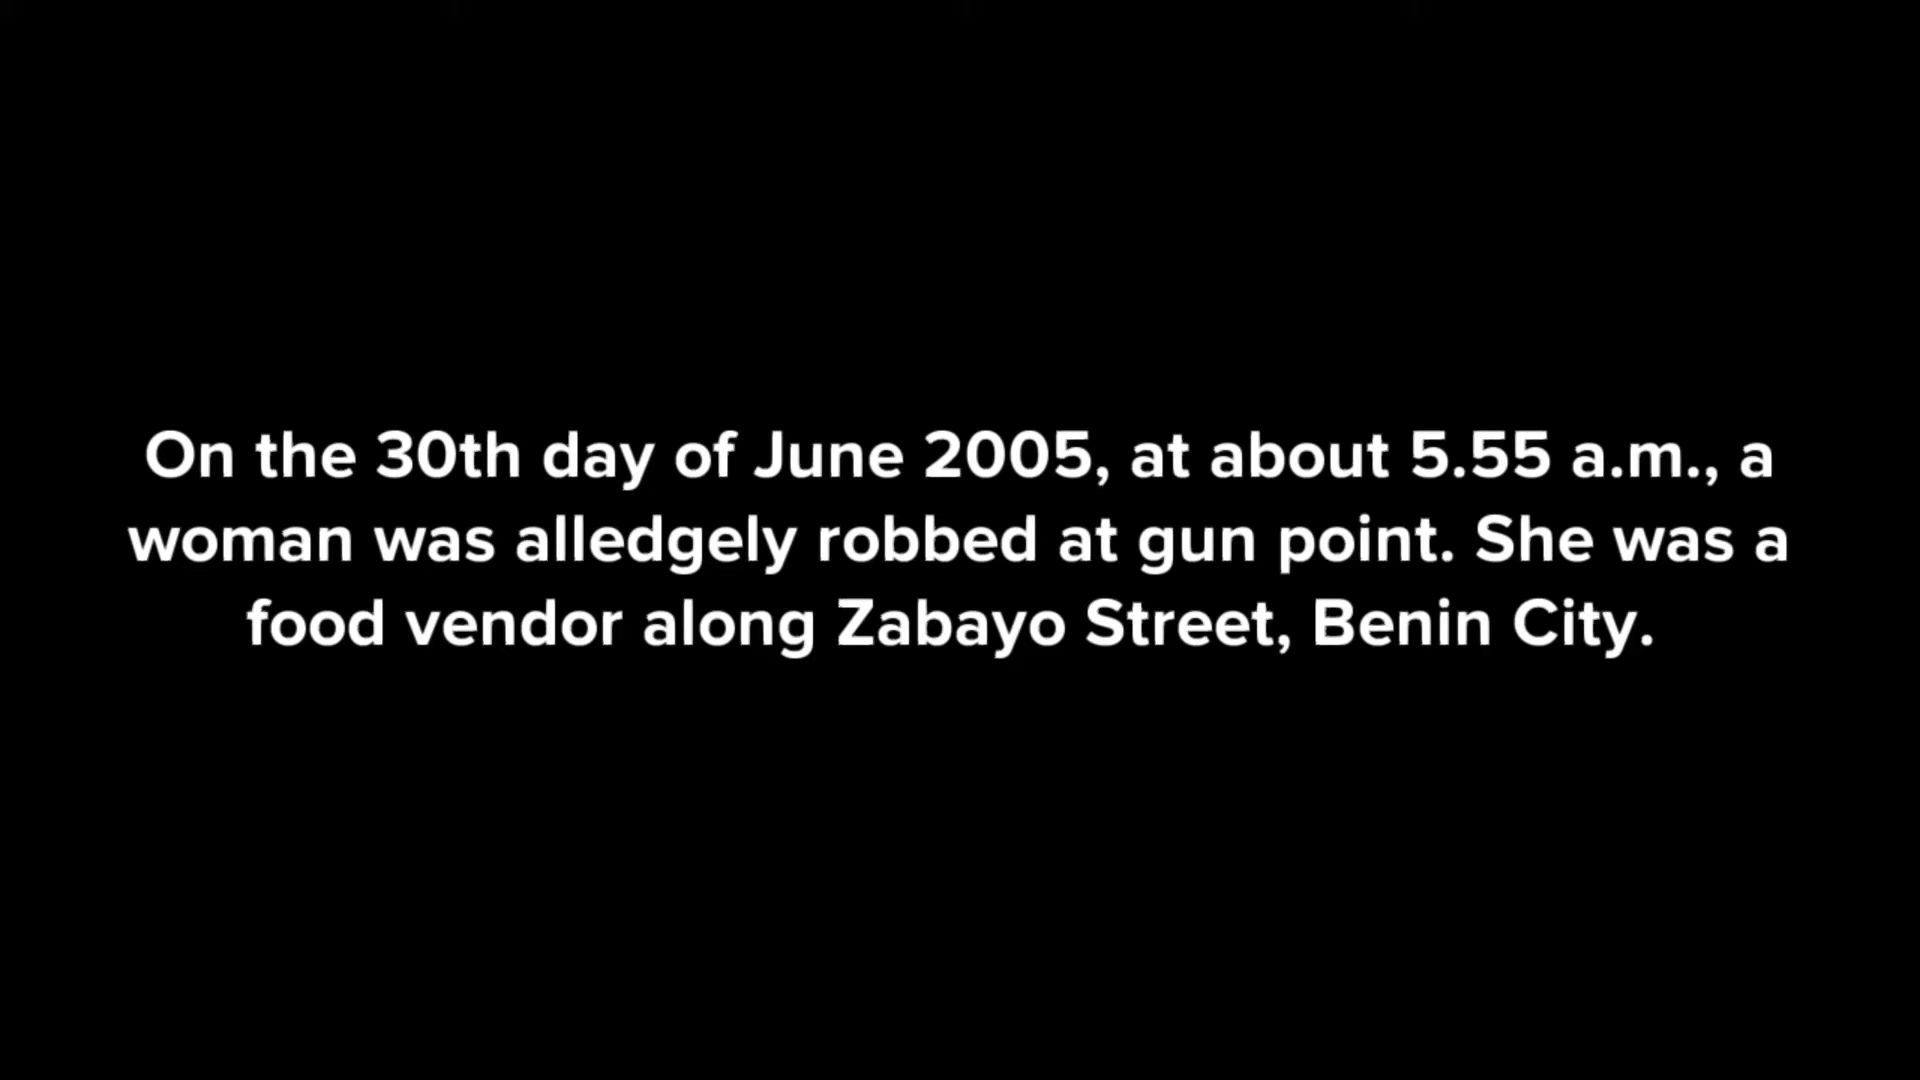 On the 30th day of June 2005, at about 5.55 a.m., a
woman was alledgely robbed at gun point. She was a
food vendor along Zabayo Street, Benin City.